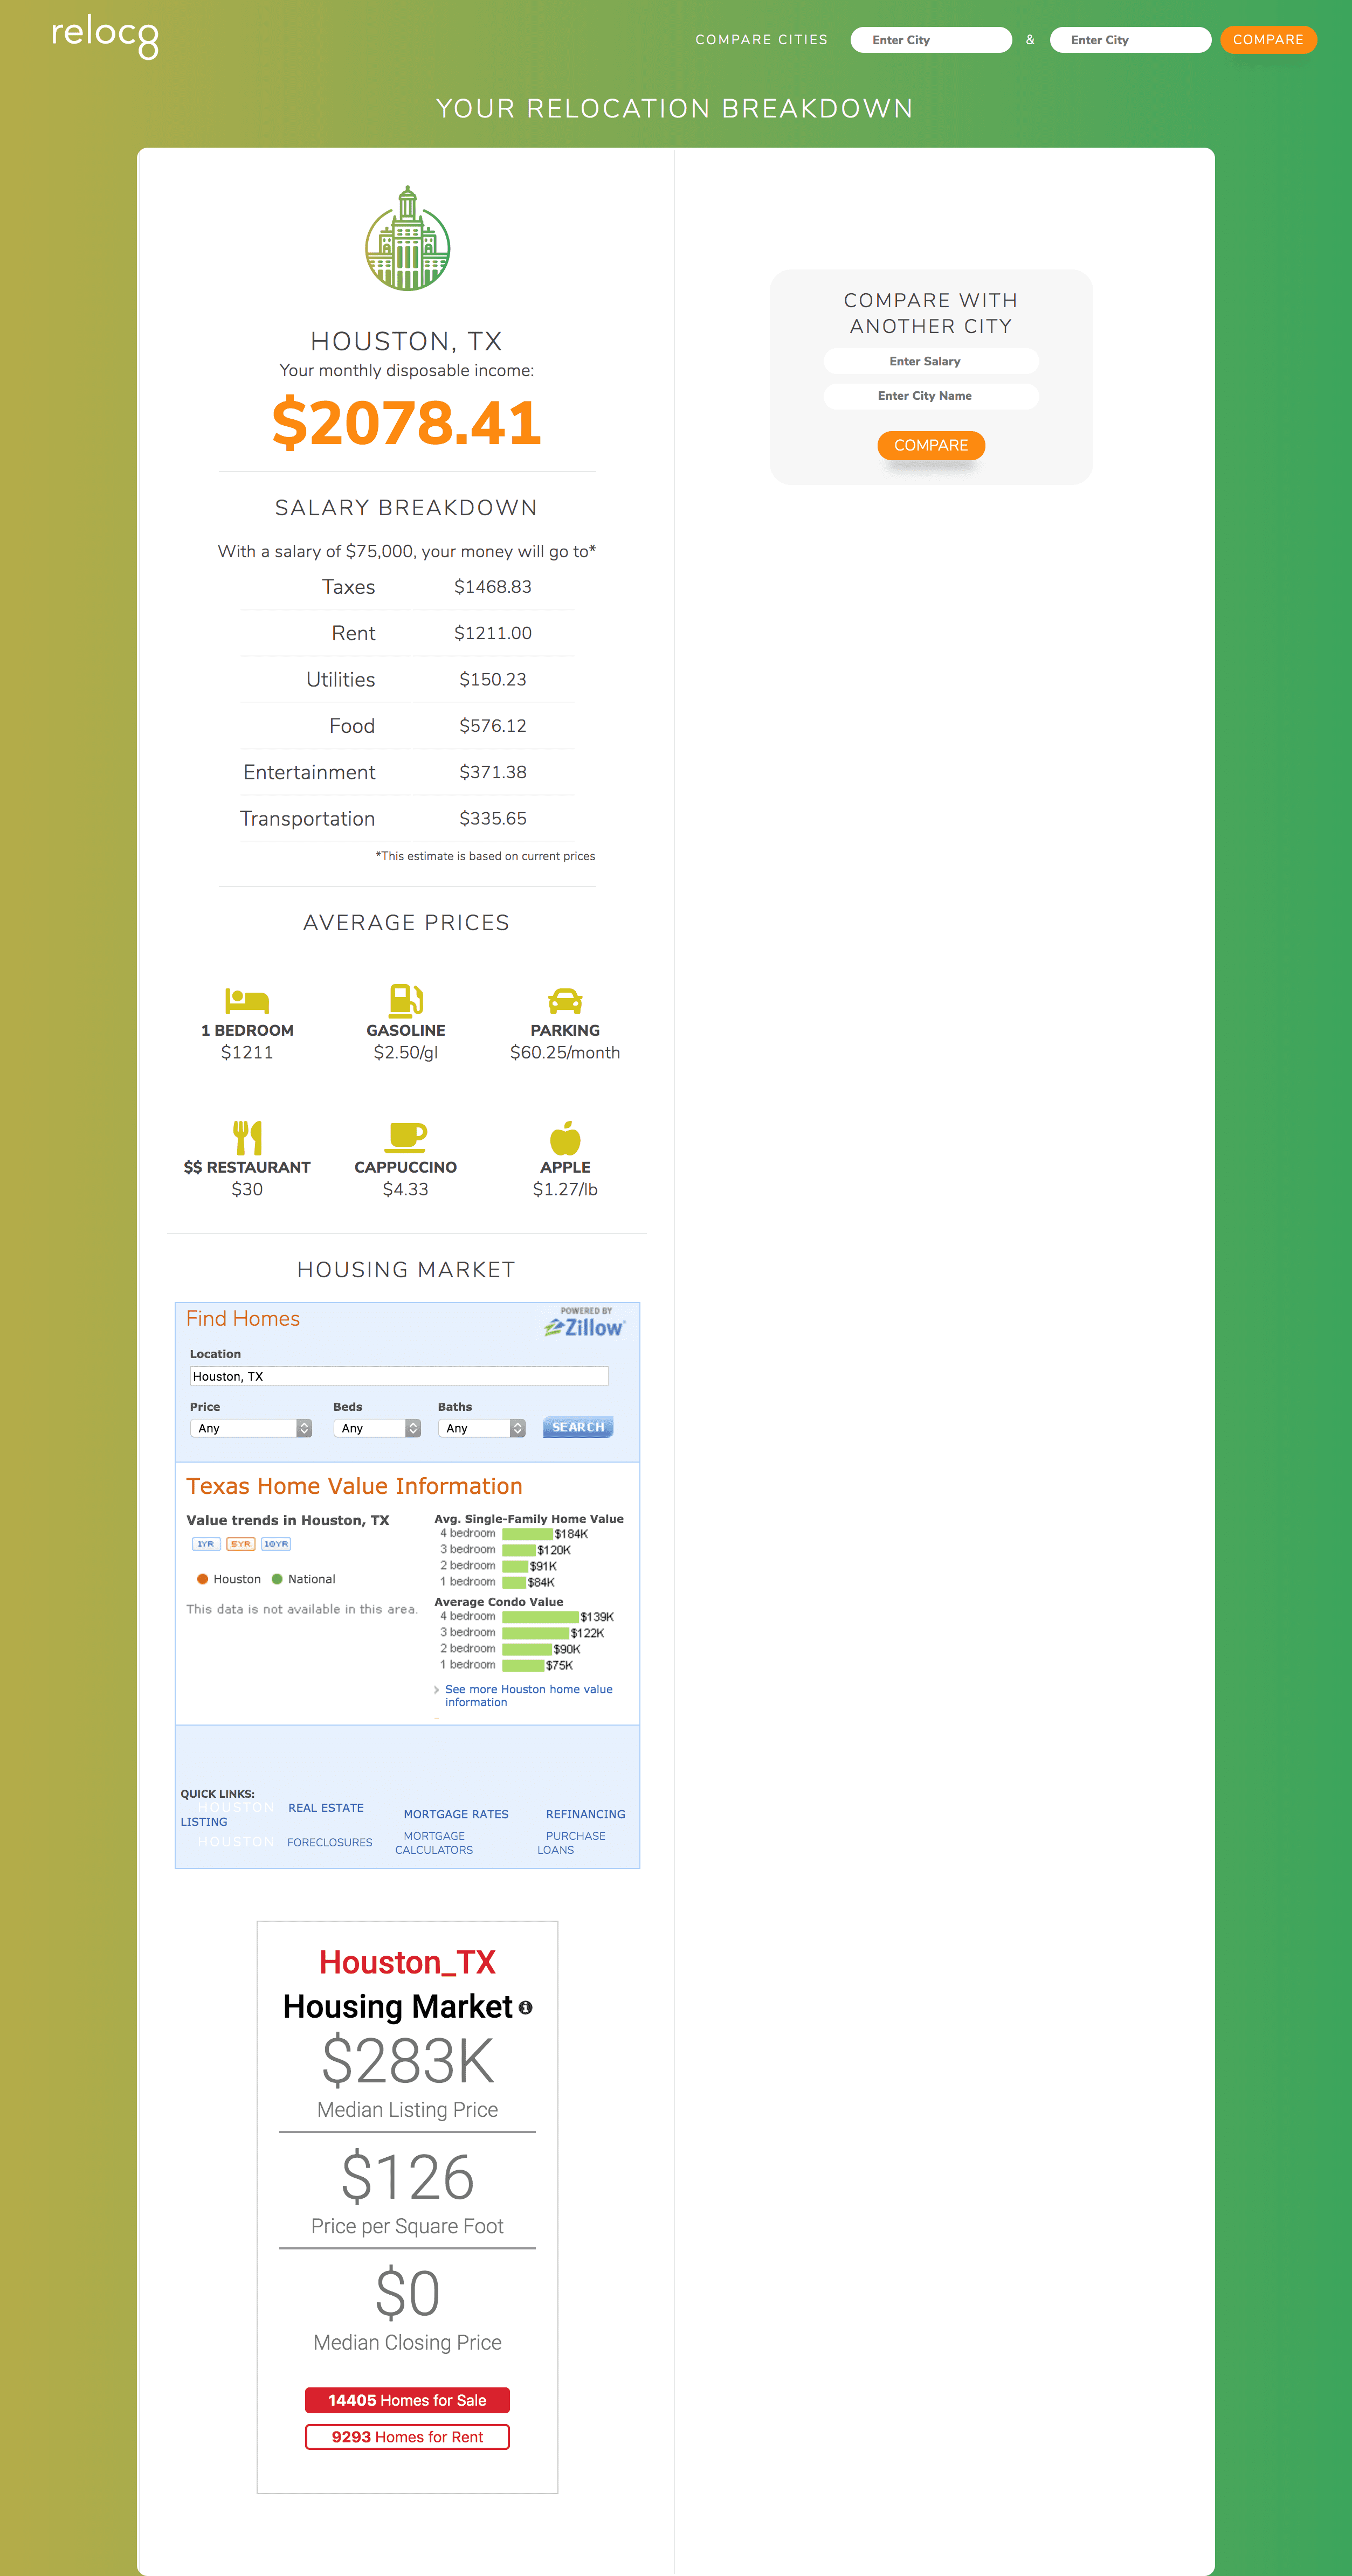 reloc8
COMPARE CITIES Enter City & Enter City COMPARE
YOUR RELOCATION BREAKDOWN
HOUSTON, TX
Your monthly disposable income:
$2078.41
SALARY BREAKDOWN
With a salary of $75,000, your money will go to*
Taxes $1468.83
Rent $1211.00
Utilities $150.23
Food $576.12
Entertainment $371.38
Transportation $335.65
*This estimate is based on current prices
AVERAGE PRICES
1 BEDROOM GASOLINE PARKING
$1211 $2.50/gl $60.25/month
$$ RESTAURANT CAPPUCCINO APPLE
$30 $4.33 $1.27/lb
HOUSING MARKET
Find Homes
POWERED BY
Zillow
Location
Houston, TX
Price Beds Baths
Any Any Any SEARCH
Texas Home Value Information
Value trends in Houston, TX
1YR 5YR 10YR
Houston National
This data is not available in this area.
Avg. Single-Family Home Value
4 bedroom $184K
3 bedroom $120K
2 bedroom $91K
1 bedroom $84K
Average Condo Value
4 bedroom $139K
3 bedroom $122K
2 bedroom $90K
1 bedroom $75K
See more Houston home value
information
QUICK LINKS:
HOUSTON REAL ESTATE
LISTING
MORTGAGE RATES REFINANCING
HOUSTON FORECLOSURES
MORTGAGE
CALCULATORS
PURCHASE
LOANS
Houston_TX
Housing Market
$283K
Median Listing Price
$126
Price per Square Foot
$0
Median Closing Price
14405 Homes for Sale
9293 Homes for Rent
COMPARE WITH
ANOTHER CITY
Enter Salary
Enter City Name
COMPARE